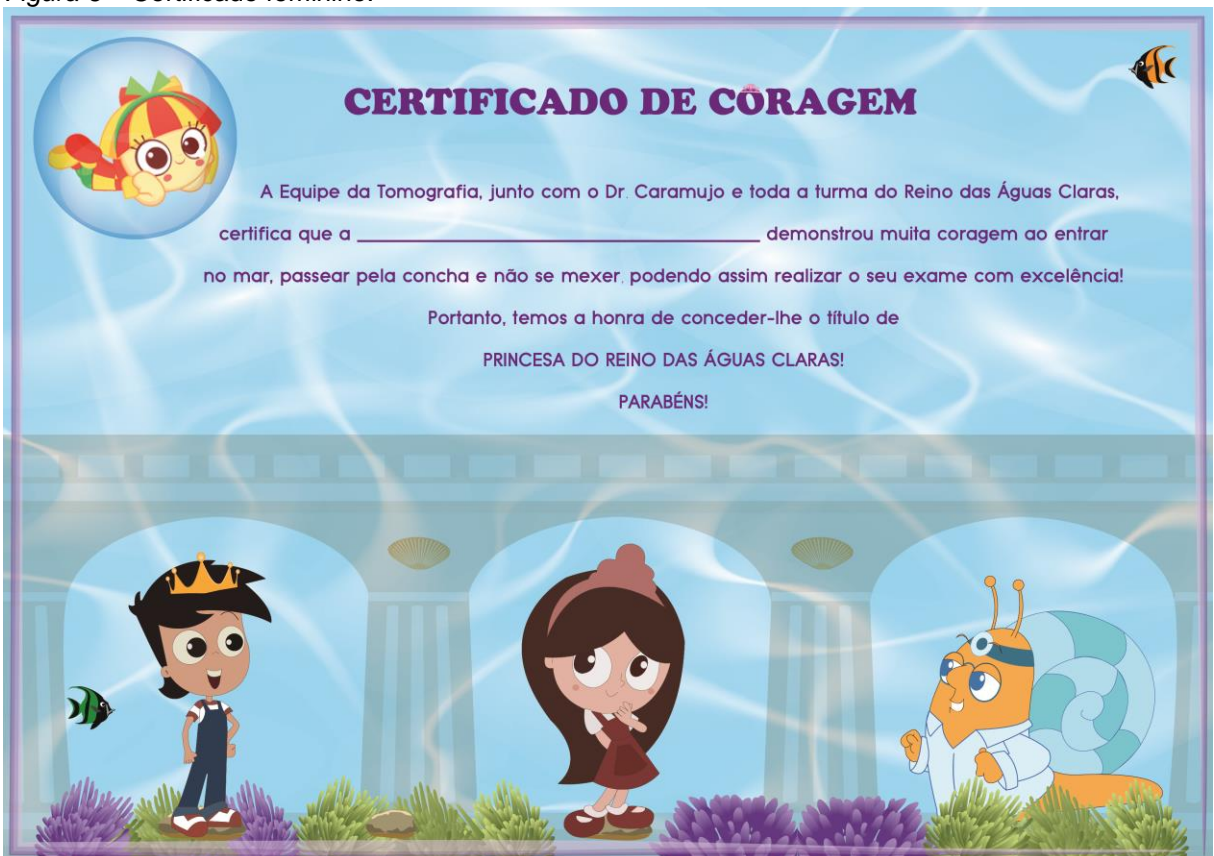 Figura 8 – Certificado feminino.
CERTIFICADO DE CORAGEM
A Equipe da Tomografia, junto com o Dr. Caramujo e toda a turma do Reino das Águas Claras,
certifica que a ______________________________ demonstrou muita coragem ao entrar
no mar, passear pela concha e não se mexer, podendo assim realizar o seu exame com excelência!
Portanto, temos a honra de conceder-lhe o título de
PRINCESA DO REINO DAS ÁGUAS CLARAS!
PARABÉNS!